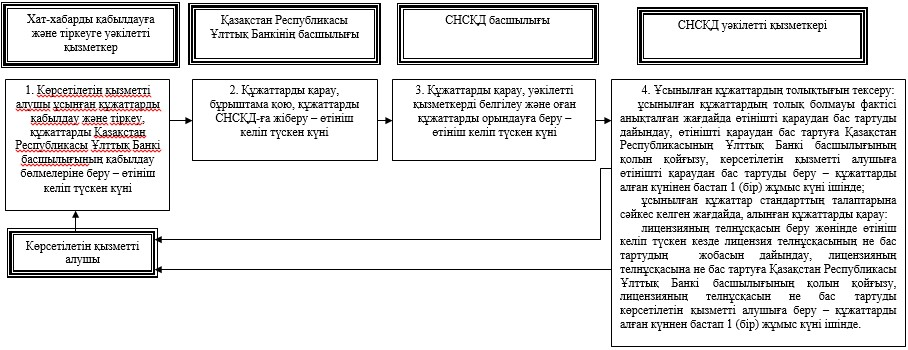 Хат-хабарды қабылдауға
және тіркеуге уәкілетті
қызметкер
Қазақстан Республикасы
Ұлттық Банкінің басшылығы
СНСҚД басшылығы
СНСҚД уәкілетті қызметкері
1. Көрсетілетін қызметті
алушы ұсынған құжаттарды
қабылдау және тіркеу,
құжаттарды Қазақстан
Республикасы Ұлттық Банкі
басшылығының қабылдау
бөлмелеріне беру – өтініш
келіп түскен күні
2. Құжаттарды қарау,
бұрыштама қою, құжаттарды
СНСҚД-ға жіберу – өтініш
келіп түскен күні
3. Құжаттарды қарау, уәкілетті
қызметкерді белгілеу және оған
құжаттарды орындауға беру –
өтініш келіп түскен күні
4. Ұсынылған құжаттардың толықтығын тексеру:
ұсынылған құжаттардың толық болмауы фактісі
анықталған жағдайда өтінішті қараудан бас тартуды
дайындау, өтінішті қараудан бас тартуға Қазақстан
Республикасының Ұлттық Банкі басшылығының
қолын қойғызу, көрсетілетін қызметті алушыға
өтінішті қараудан бас тартуды беру – құжаттарды
алған күнінен бастап 1 (бір) жұмыс күні ішінде;
ұсынылған құжаттар стандарттың талаптарына
сәйкес келген жағдайда, алынған құжаттарды қарау:
лицензияның телнұсқасын беру жөнінде өтініш
келіп түскен кезде лицензия телнұсқасының не бас
тартудың жобасын дайындау, лицензияның
телнұсқасына не бас тартуға Қазақстан Республикасы
Ұлттық Банкі басшылығының қолын қойғызу,
лицензияның телнұсқасын не бас тартуды
көрсетілетін қызметті алушыға беру – құжаттарды
алған күннен бастап 1 (бір) жұмыс күні ішінде.
Көрсетілетін қызметті
алушы